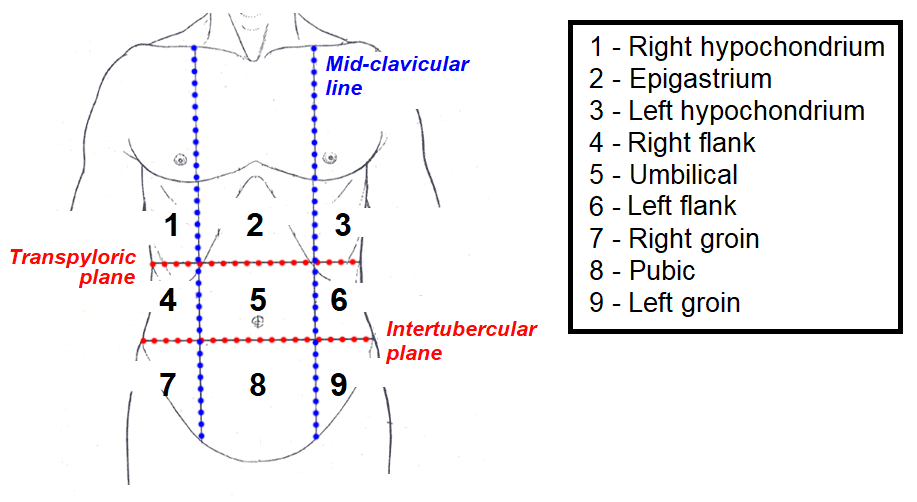 Mid-clavicular
line
1
2
3
Transpyloric
plane
4
5
6
Intertubercular
plane
7
8
9
1 - Right hypochondrium
2 - Epigastrium
3 - Left hypochondrium
4 - Right flank
5 - Umbilical
6 - Left flank
7 - Right groin
8 - Pubic
9 - Left groin